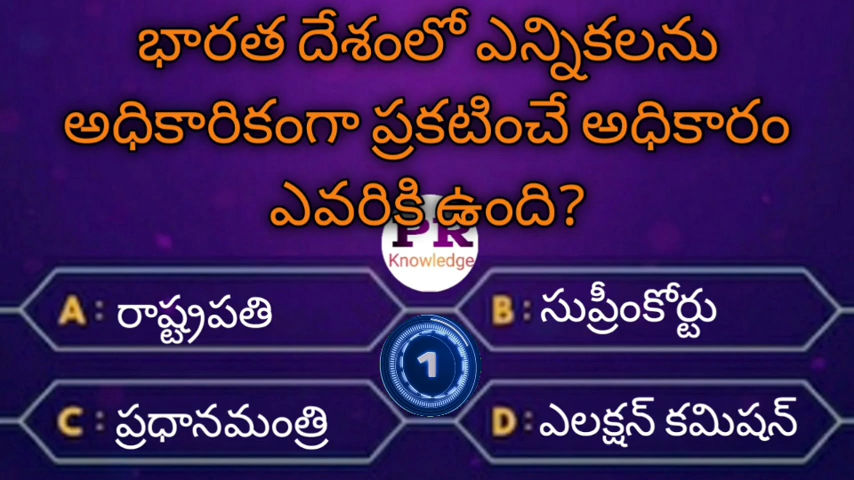 భారత దేశంలో ఎన్నికలను
అధికారికంగా ప్రకటించే అధికారం
ఎవరికి ఉంది?
PR
Knowledge
A : రాష్ట్రపతి
B : సుప్రీంకోర్టు
1
C : ప్రధానమంత్రి
D : ఎలక్షన్ కమిషన్